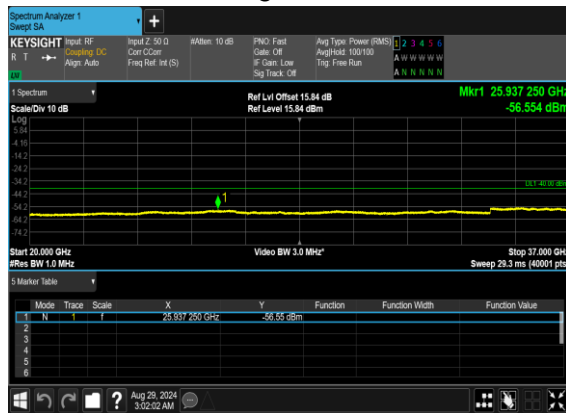 Spectrum Analyzer 1
Swept SA
+
KEYSIGHT Input: RF Input Z: 50 Ω #Atten: 10 dB PNO: Fast Avg Type: Power (RMS) 1 2 3 4 5 6
R T Coupling: DC Corr CCorr Gate: Off Avg|Hold: 100/100 A W W W W W
Align: Auto Freq Ref: Int (S) IF Gain: Low Trig: Free Run
LW Sig Track: Off A N N N N N
1 Spectrum Ref Lvl Offset 15.84 dB Mkr1 25.937 250 GHz
Scale/Div 10 dB Ref Level 15.84 dBm -56.554 dBm
Log
5.84
-4.16
-14.2
-24.2
-34.2
DL1 -40.00 dBm
-44.2
1
-54.2
-64.2
-74.2
Start 20.000 GHz Video BW 3.0 MHz* Stop 37.000 GHz
#Res BW 1.0 MHz Sweep 29.3 ms (40001 pts)
5 Marker Table
Mode Trace Scale X Y Function Function Width Function Value
1 N 1 f 25.937 250 GHz -56.55 dBm
2
3
4
5
6
? Aug 29, 2024
3:02:02 AM